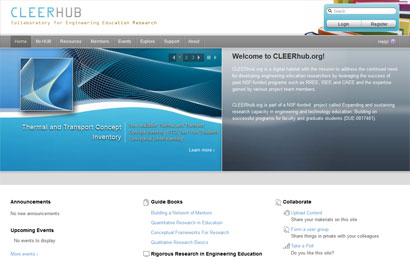 CLEERHUB
Collaboratory for Engineering Education Research
Search
Login
Register
Home
My HUB
Resources
Members
Events
Explore
Support
About
Help!
1 2 3
Thermal and Transport Concept
Inventory
Learn more ›
Welcome to CLEERhub.org!
CLEERhub.org is a digital habitat with the mission to address the continued need
for developing engineering education researchers by leveraging the success of
past NSF-funded programs such as RREE, ISEE and CAEE and the expertise
gained by various project team members.
CLEERhub.org is part of a NSF-funded project called Expanding and sustaining
research capacity in engineering and technology education: Building on
successful programs for faculty and graduate students (DUE-0817461).
Announcements
No new announcements
Upcoming Events
No events to display
More events ›
Guide Books
Building a Network of Mentors
Quantitative Research in Education
Conceptual Frameworks For Research
Qualitative Research Basics
Rigorous Research in Engineering Education
Collaborate
Upload Content
Share your materials on this site
Form a user group
Share things in private with your colleagues
Take a Poll
Do you like this site?